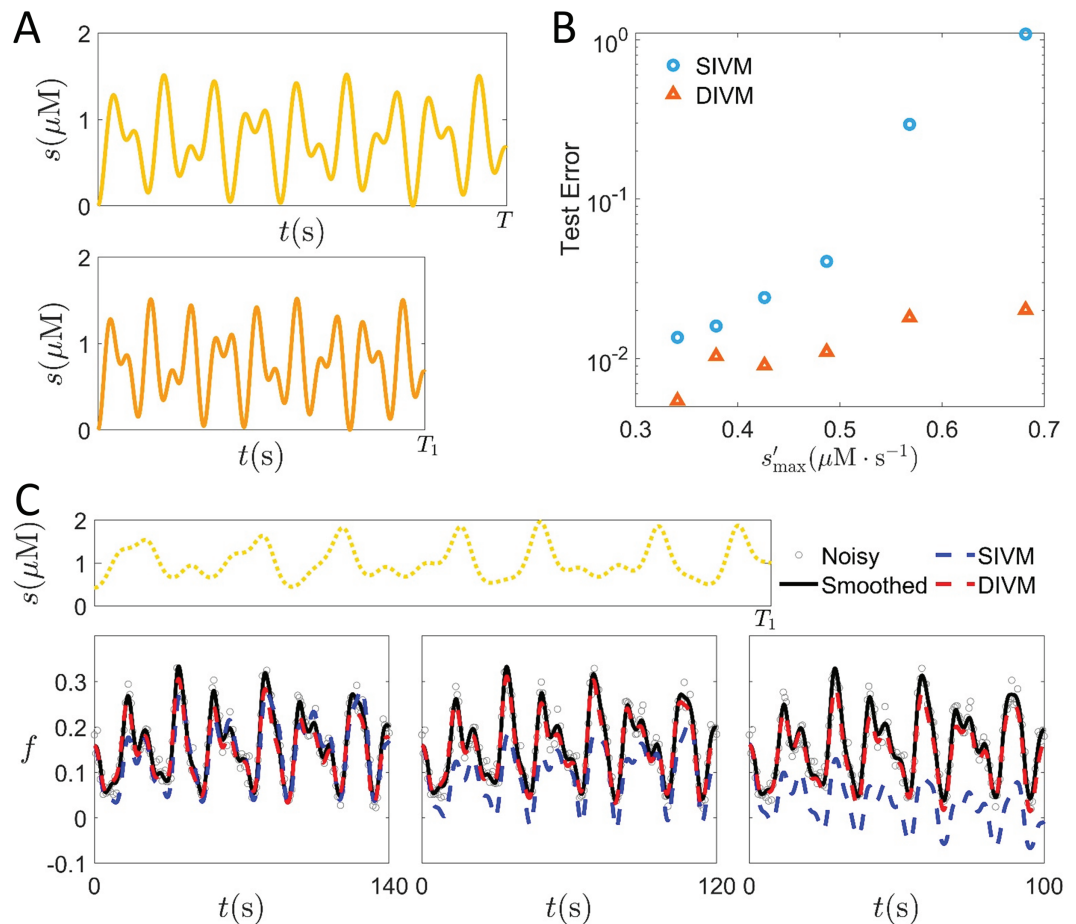 A
s(μM)
2
1
0
t(s)
T
s(μM)
2
1
0
t(s)
T₁
B
Test Error
10⁰
10⁻¹
10⁻²
SIVM
DIVM
0.3 0.4 0.5 0.6 0.7
s′max(μM · s⁻¹)
C
s(μM)
2
1
0
T₁
Noisy SIVM
Smoothed DIVM
f
0.3
0.2
0.1
0
-0.1
0 140 0 120 0 100
t(s) t(s) t(s)